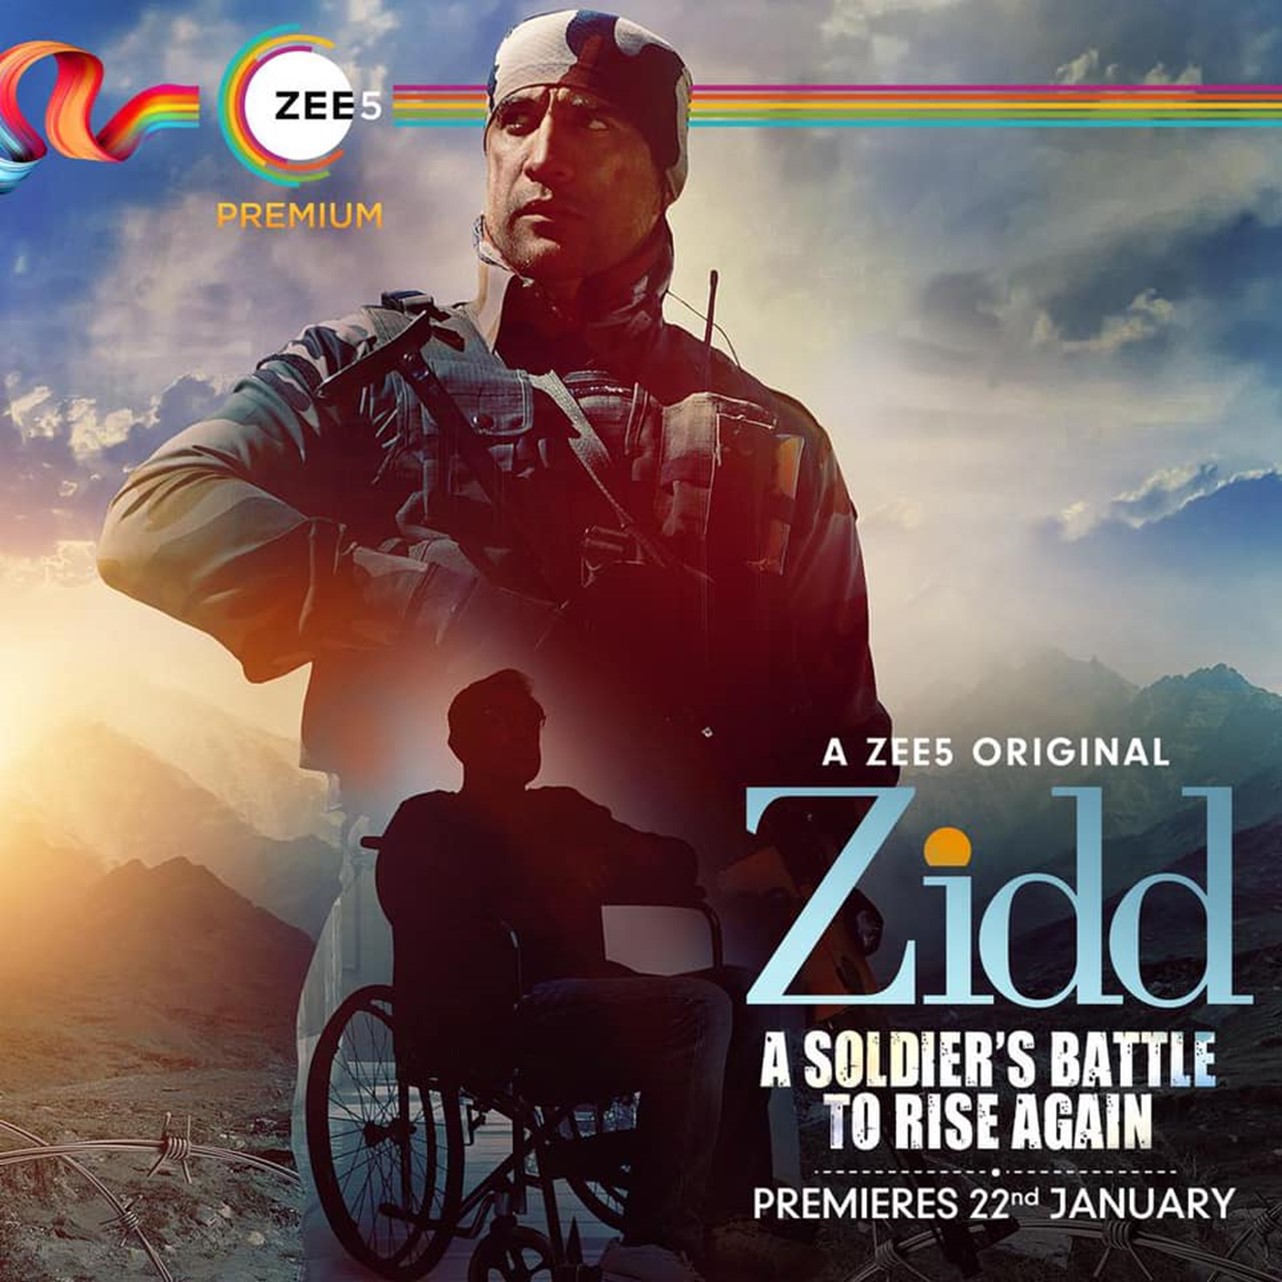 ZEE5
PREMIUM
A ZEE5 ORIGINAL
Zidd
A SOLDIER'S BATTLE
TO RISE AGAIN
PREMIERES 22nd JANUARY